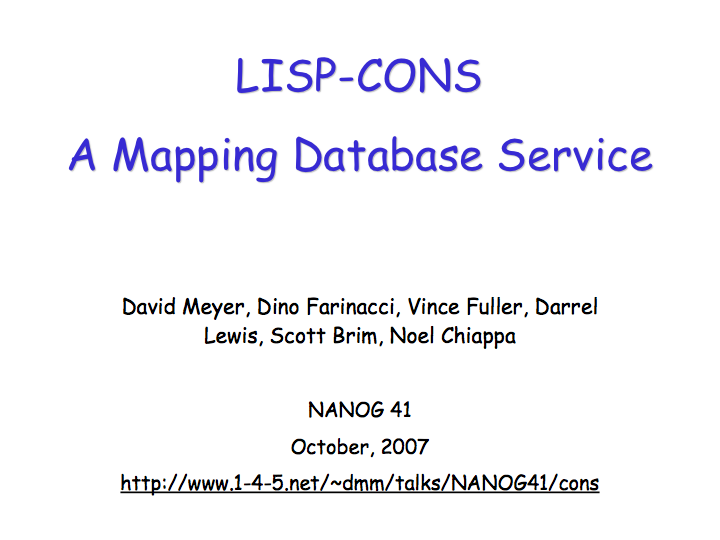 LISP-CONS
A Mapping Database Service
David Meyer, Dino Farinacci, Vince Fuller, Darrel
Lewis, Scott Brim, Noel Chiappa
NANOG 41
October, 2007
http://www.1-4-5.net/~dmm/talks/NANOG41/cons